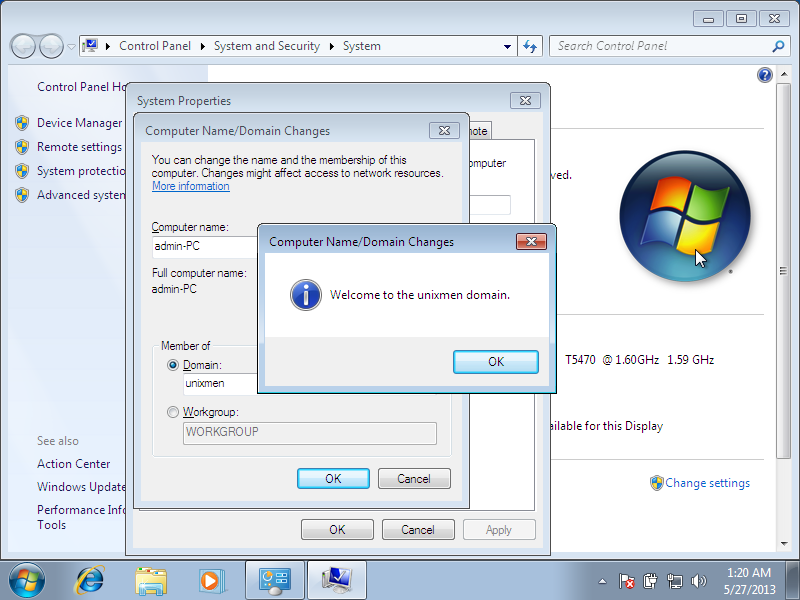 Control Panel
System and Security
System
Search Control Panel
Control Panel Ho
Device Manager
Remote settings
System protectio
Advanced system
See also
Action Center
Windows Update
Performance Info
Tools
System Properties
Computer Name/Domain Changes
You can change the name and the membership of this
computer. Changes might affect access to network resources.
More information
Computer name:
admin-PC
Full computer name:
admin-PC
Member of
Domain:
unixmen
Workgroup:
WORKGROUP
OK
Cancel
OK
Cancel
Apply
Computer Name/Domain Changes
Welcome to the unixmen domain.
OK
ved.
T5470 @ 1.60GHz 1.59 GHz
ailable for this Display
Change settings
1:20 AM
5/27/2013